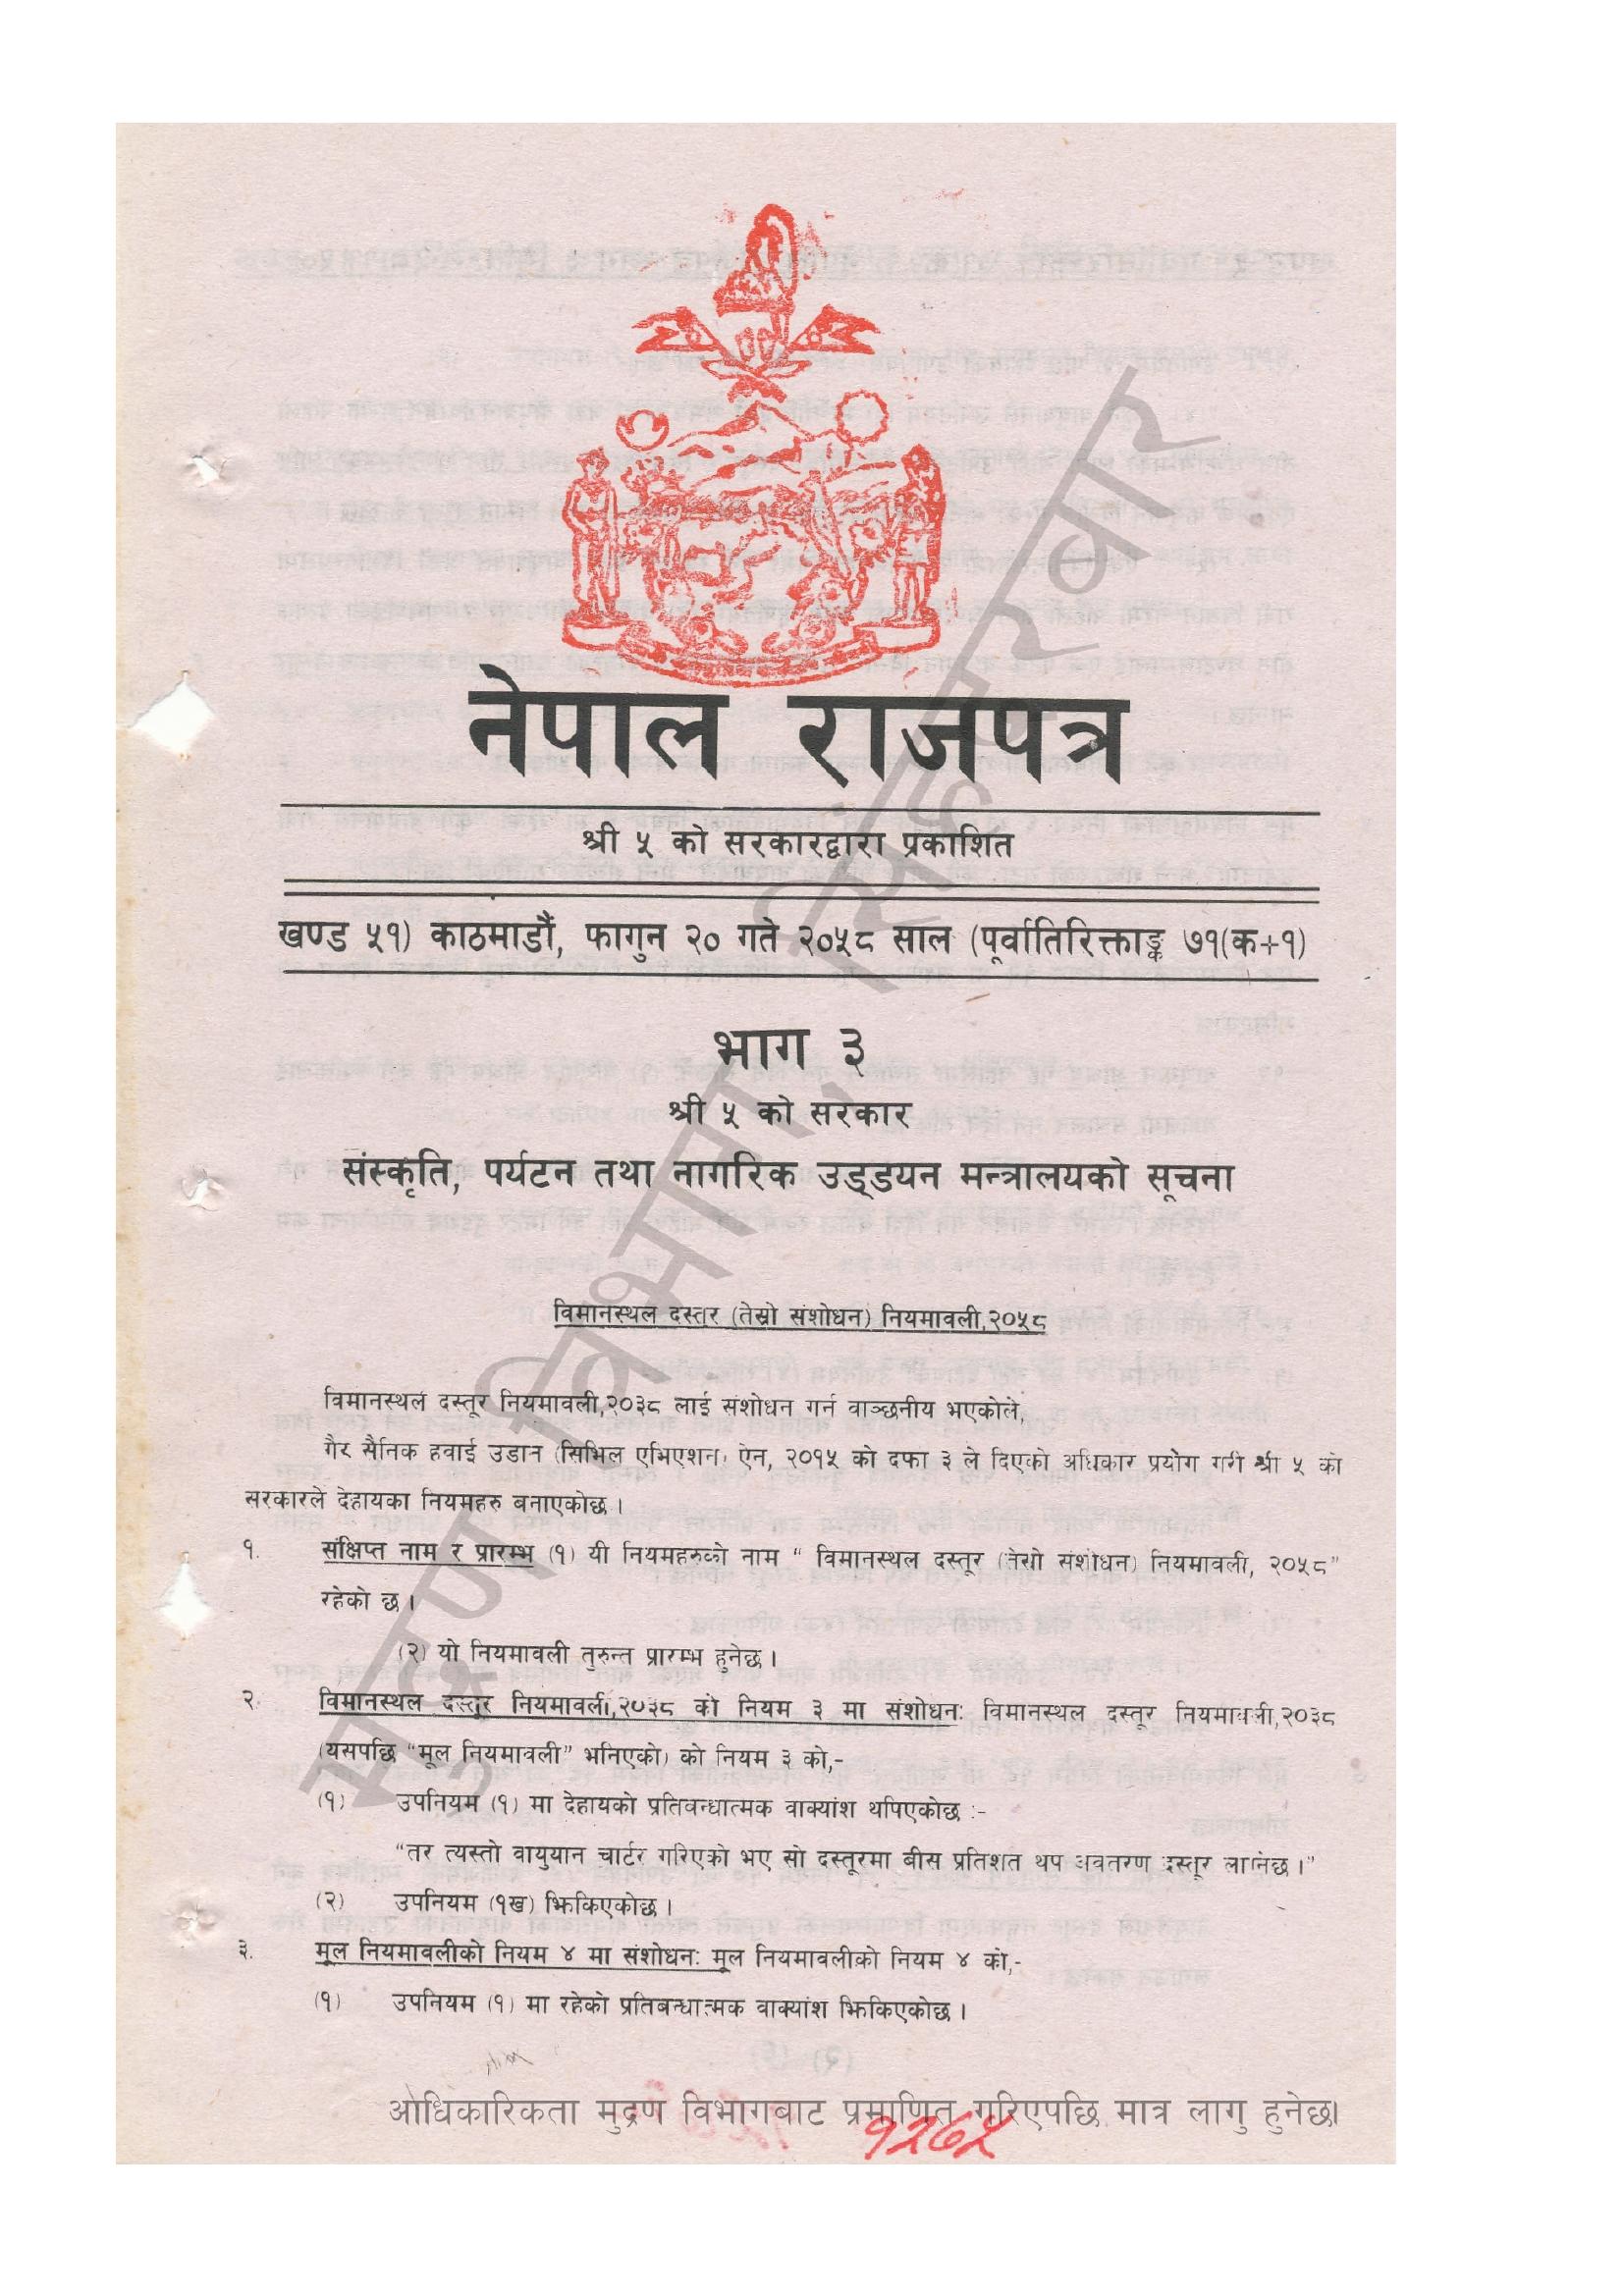 नेपाल राजपत्र
श्री ५ को सरकारद्वारा प्रकाशित
खण्ड ५१) काठमाडौं, फागुन २० गते २०५८ साल (पूर्वातिरिक्ताङ्क ७१(क÷१)
भाग ३
श्री ५ को सरकार
संस्कृति, पर्यटन तथा नागरिक उड्डयन मन्त्रालयको सूचना
विमानस्थल दस्तुर (तेस्रो संशोधन) नियमावली,२०५८
विमानस्थल दस्तूर नियमावली,२०३८ लाई संशोधन गर्न वाञ्छनीय भएकोले,
गैर सैनिक हवाई उडान (सिभिल एभिएशन) ऐन, २०१५ को दफा ३ ले दिएको अधिकार प्रयोग गरी श्री ५ को
सरकारले देहायका नियमहरु बनाएकोछ ।
१. संक्षिप्त नाम र प्रारम्भ (१) यी नियमहरुको नाम " विमानस्थल दस्तूर (तेस्रो संशोधन) नियमावली, २०५८"
रहेको छ ।
(२) यो नियमावली तुरुन्त प्रारम्भ हुनेछ ।
२. विमानस्थल दस्तूर नियमावली,२०३८ को नियम ३ मा संशोधन: विमानस्थल दस्तूर नियमावली,२०३८
(यसपछि "मूल नियमावली" भनिएको) को नियम ३ को,-
(१) उपनियम (१) मा देहायको प्रतिबन्धात्मक वाक्यांश थपिएकोछ :-
"तर त्यस्तो वायुयान चार्टर गरिएको भए सो दस्तूरमा बीस प्रतिशत थप अवतरण दस्तूर लाग्नेछ ।"
(२) उपनियम (१ख) झिकिएकोछ ।
३. मूल नियमावलीको नियम ४ मा संशोधन: मूल नियमावलीको नियम ४ को,-
(१) उपनियम (१) मा रहेको प्रतिबन्धात्मक वाक्यांश झिकिएकोछ ।
आधिकारिकता मुद्रण विभागबाट प्रमाणित गरिएपछि मात्र लागु हुनेछ।
१२७५
मुद्रण विभाग, सिंहदरबार